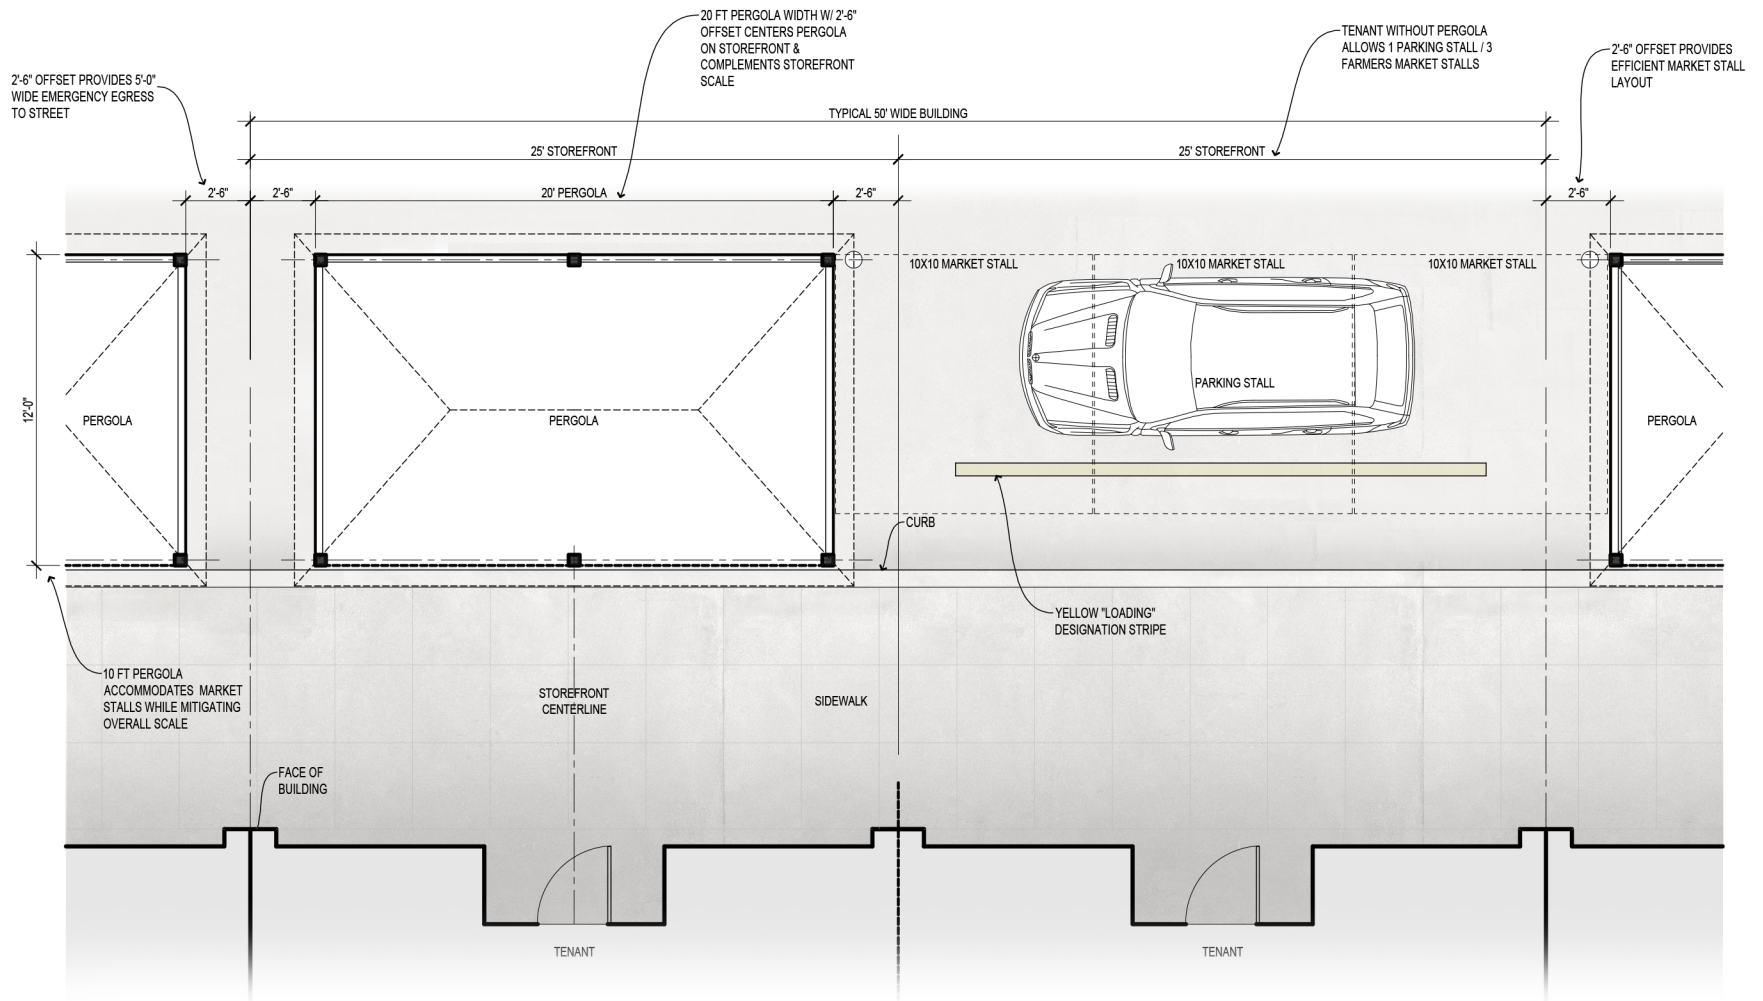 20 FT PERGOLA WIDTH W/ 2'-6"
OFFSET CENTERS PERGOLA
ON STOREFRONT &
COMPLEMENTS STOREFRONT
SCALE
TENANT WITHOUT PERGOLA
ALLOWS 1 PARKING STALL / 3
FARMERS MARKET STALLS
2'-6" OFFSET PROVIDES
EFFICIENT MARKET STALL
LAYOUT
2'-6" OFFSET PROVIDES 5'-0"
WIDE EMERGENCY EGRESS
TO STREET
TYPICAL 50' WIDE BUILDING
25' STOREFRONT
25' STOREFRONT
2'-6"
2'-6"
20' PERGOLA
2'-6"
2'-6"
10X10 MARKET STALL
10X10 MARKET STALL
10X10 MARKET STALL
PARKING STALL
12'-0"
PERGOLA
PERGOLA
PERGOLA
CURB
YELLOW "LOADING"
DESIGNATION STRIPE
10 FT PERGOLA
ACCOMMODATES MARKET
STALLS WHILE MITIGATING
OVERALL SCALE
STOREFRONT
CENTERLINE
SIDEWALK
FACE OF
BUILDING
TENANT
TENANT